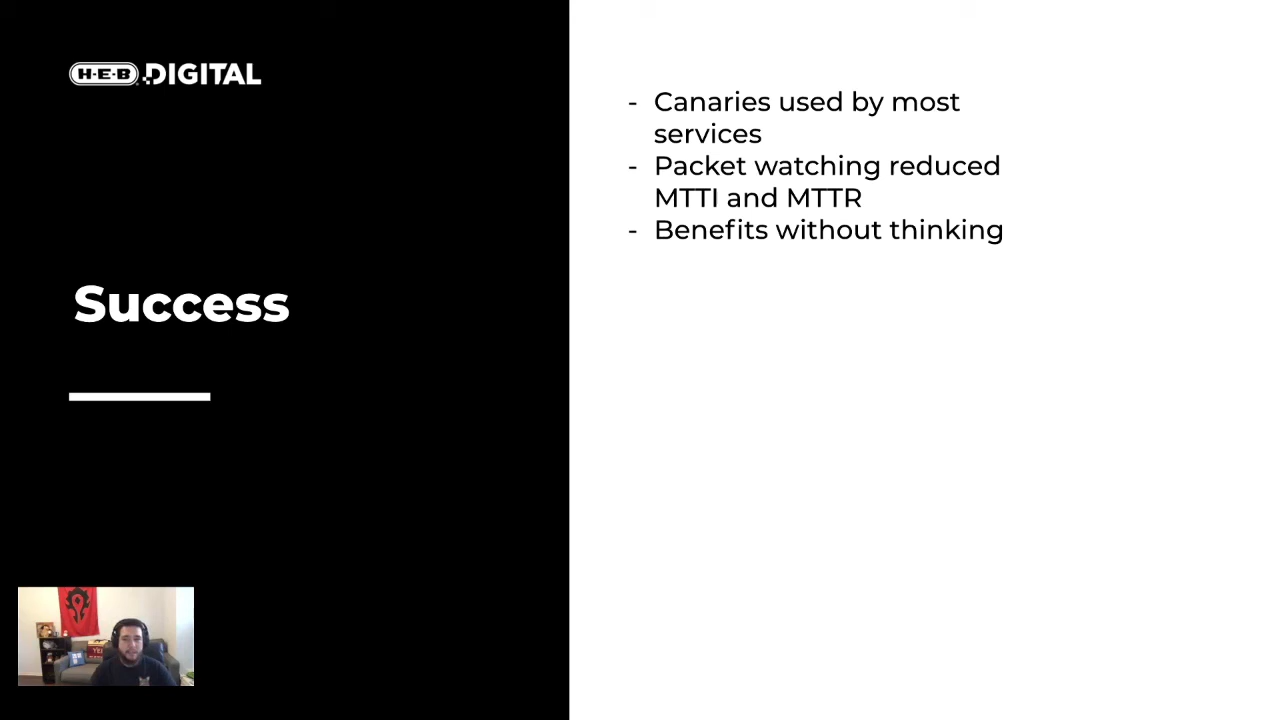 H-E-B DIGITAL
Success
- Canaries used by most
services
- Packet watching reduced
MTTI and MTTR
- Benefits without thinking